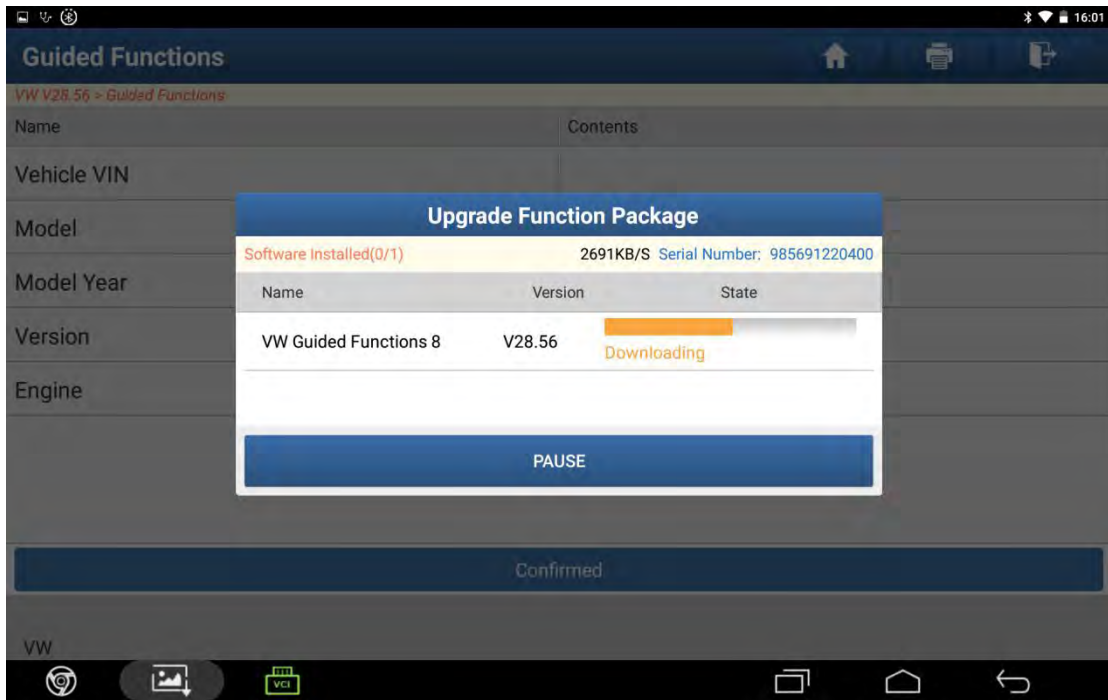 16:01
Guided Functions
VW V28.56 > Guided Functions
Name Contents
Vehicle VIN
Model
Model Year
Version
Engine
Upgrade Function Package
Software Installed(0/1) 2691KB/S Serial Number: 985691220400
Name Version State
VW Guided Functions 8 V28.56
Downloading
PAUSE
Confirmed
VW
VCI